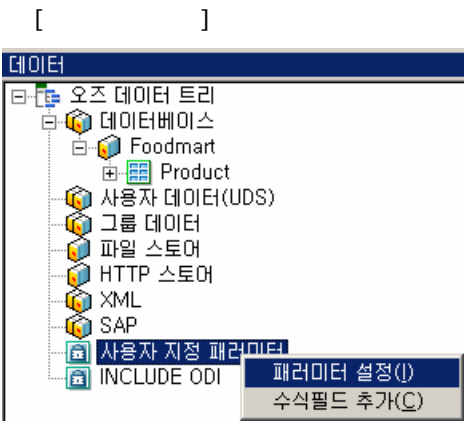 [ ]
데이터
오즈 데이터 트리
데이터베이스
Foodmart
Product
사용자 데이터(UDS)
그룹 데이터
파일 스토어
HTTP 스토어
XML
SAP
사용자 지정 패러미터
INCLUDE ODI
패러미터 설정(I)
수식필드 추가(C)